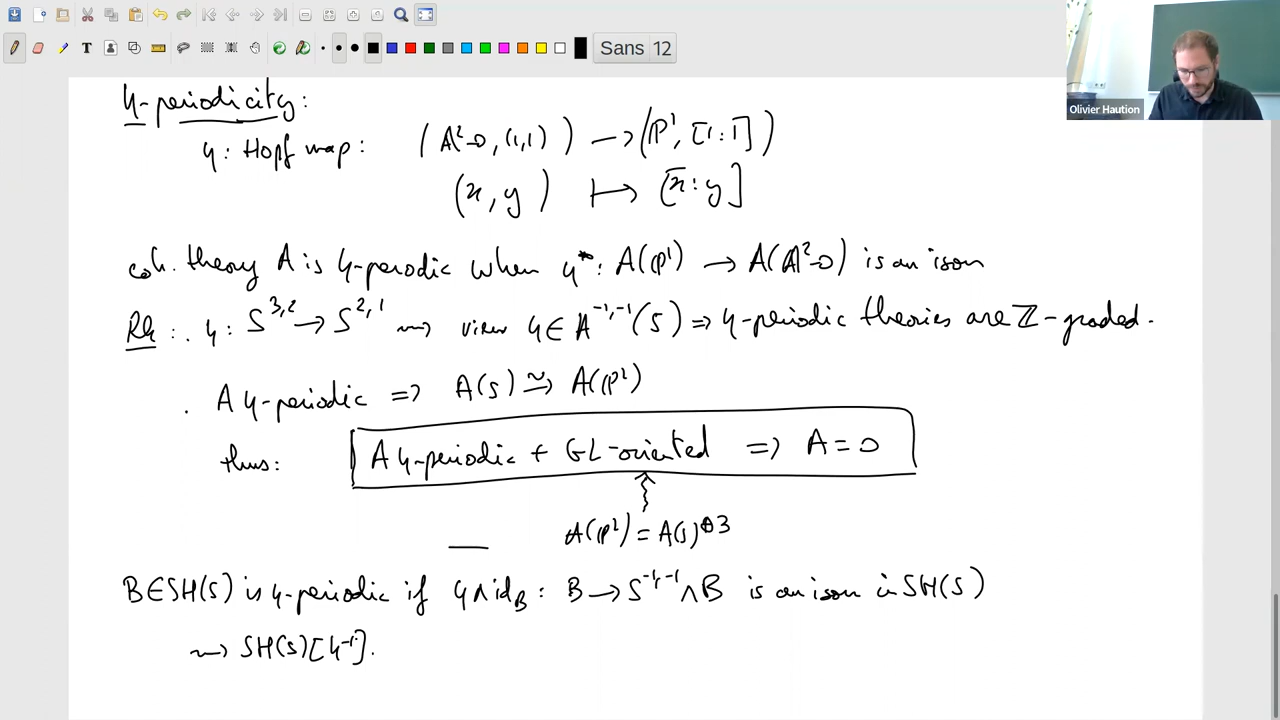 Sans 12
Olivier Haution
η-periodicity:
η: Hopf map: (A²-0, (1,1)) → (P¹, [1:1])
(x, y) ↦ [x:y]
coh. theory A is η-perodic when η*: A(P¹) → A(A²-0) is an isom
Rk: · η: S^{3,2} → S^{2,1} ⇝ view η ∈ A^{-1,-1}(S) ⇒ η-periodic theories are ℤ-graded.
· A η-periodic ⇒ A(S) ≅ A(P²)
thus: A η-periodic + GL-oriented ⇒ A = 0
A(P²) = A(S)^{⊕3}
B ∈ SH(S) is η-periodic if η∧id_B : B → S^{-1,-1} ∧ B is an isom in SH(S)
⇝ SH(S)[η^{-1}].